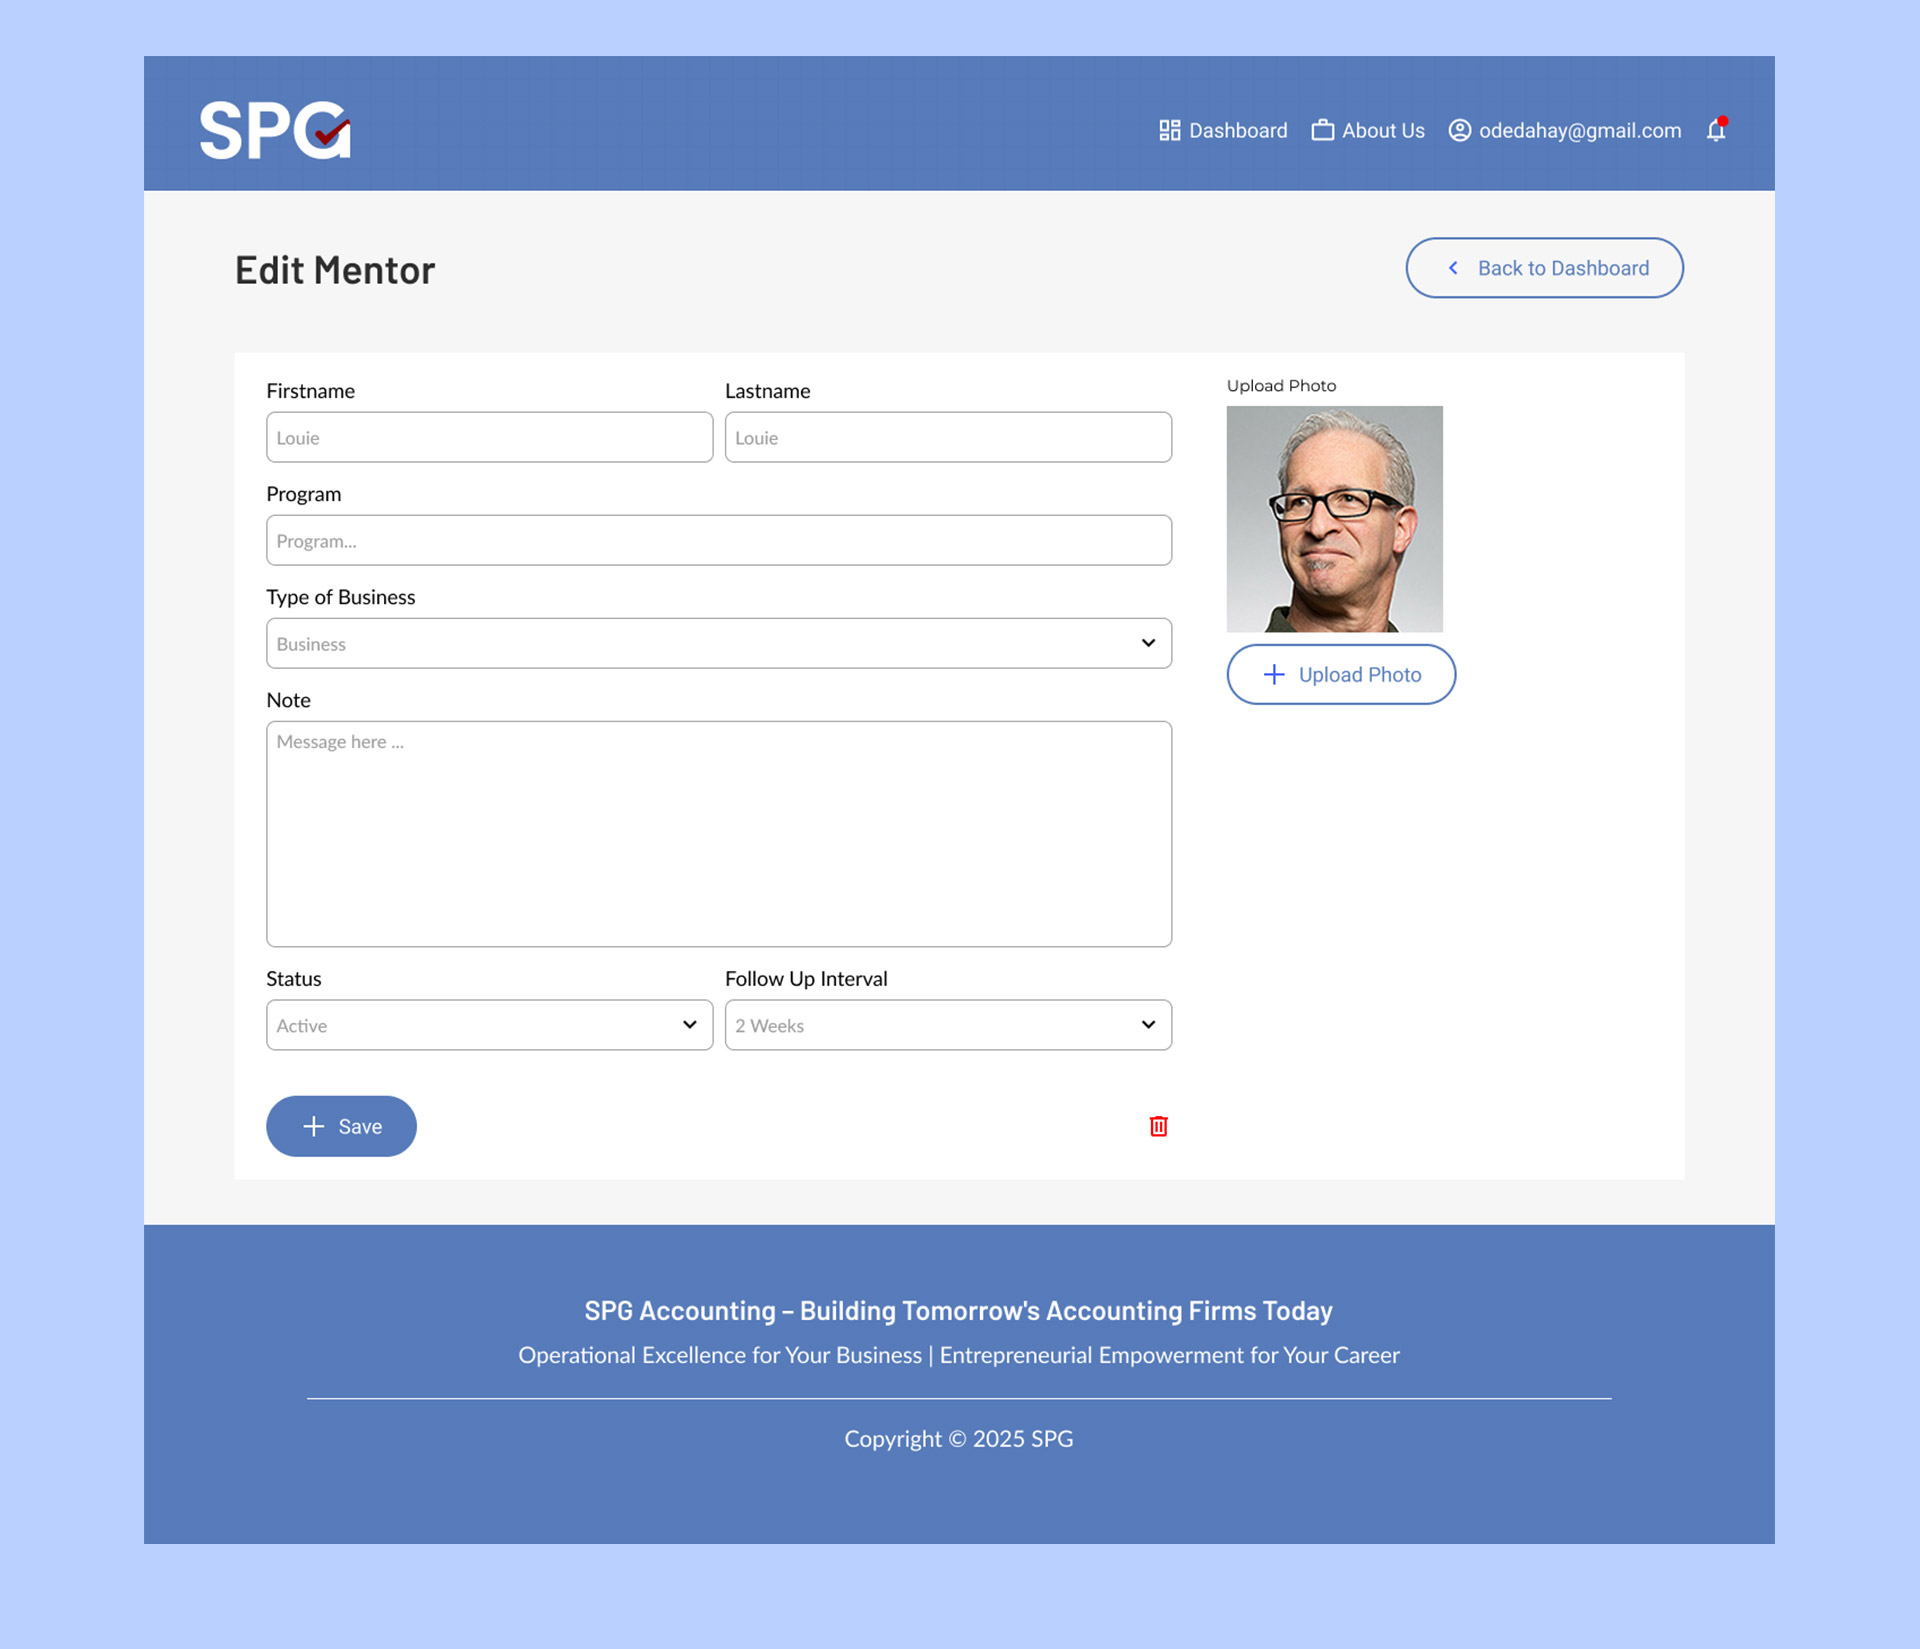 SPG
Dashboard About Us odedahay@gmail.com
Edit Mentor
Back to Dashboard
Firstname Lastname
Louie Louie
Upload Photo
Program
Program...
Type of Business
Business
Upload Photo
Note
Message here ...
Status Follow Up Interval
Active 2 Weeks
Save
SPG Accounting – Building Tomorrow's Accounting Firms Today
Operational Excellence for Your Business | Entrepreneurial Empowerment for Your Career
Copyright © 2025 SPG